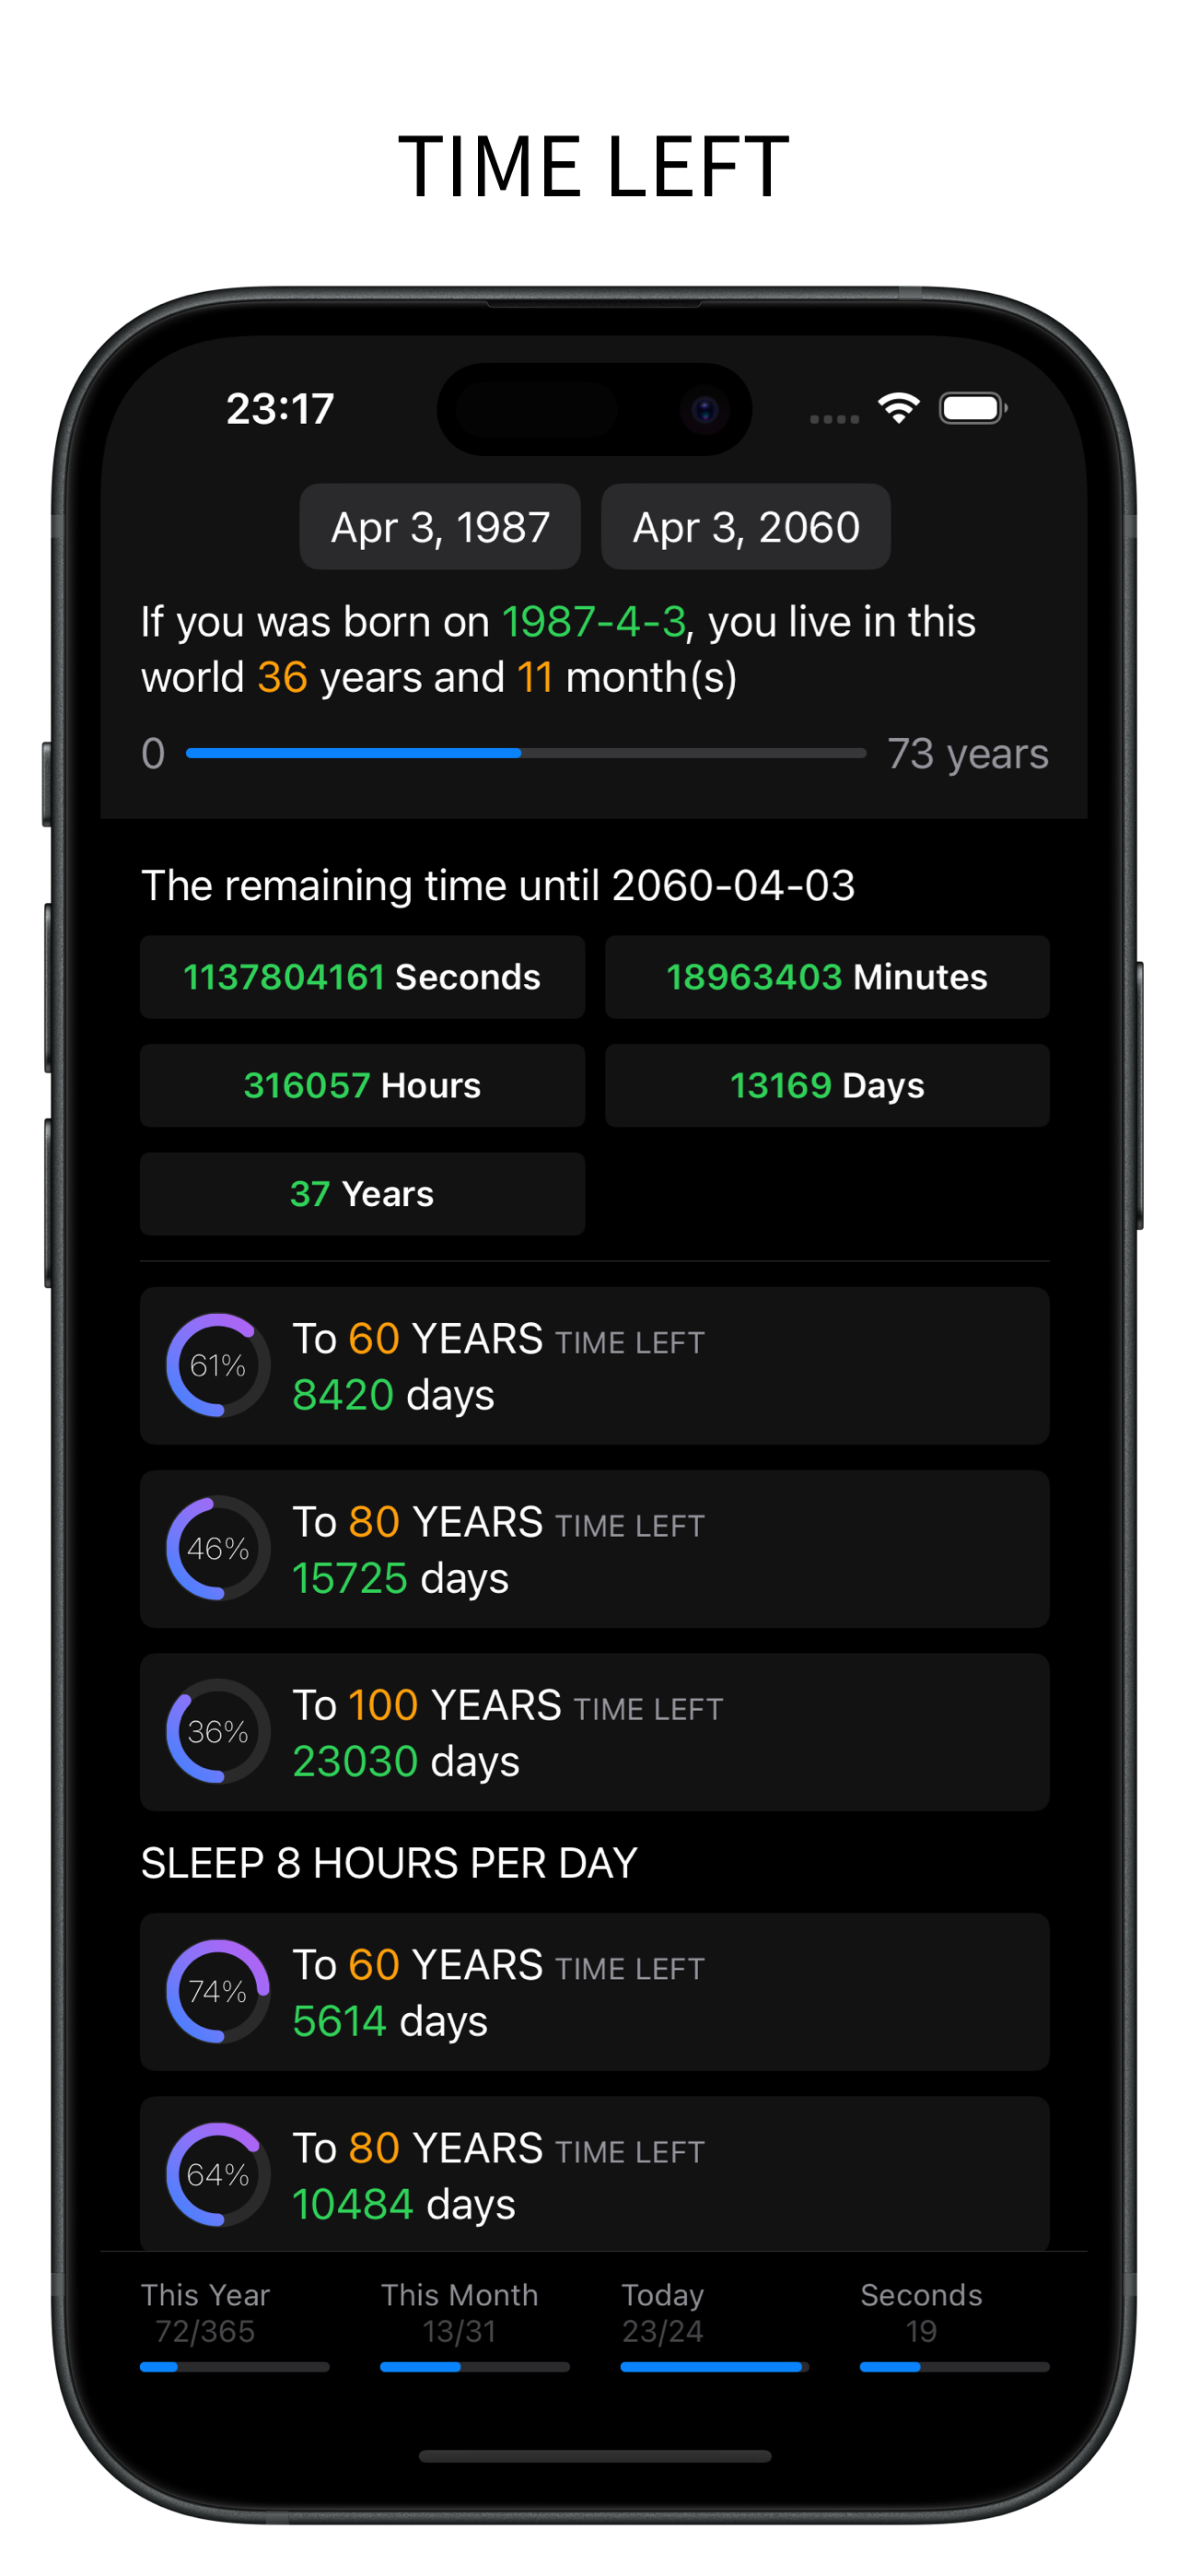 TIME LEFT
23:17
Apr 3, 1987 Apr 3, 2060
If you was born on 1987-4-3, you live in this
world 36 years and 11 month(s)
0 73 years
The remaining time until 2060-04-03
1137804161 Seconds 18963403 Minutes
316057 Hours 13169 Days
37 Years
61%
To 60 YEARS TIME LEFT
8420 days
46%
To 80 YEARS TIME LEFT
15725 days
36%
To 100 YEARS TIME LEFT
23030 days
SLEEP 8 HOURS PER DAY
74%
To 60 YEARS TIME LEFT
5614 days
64%
To 80 YEARS TIME LEFT
10484 days
This Year This Month Today Seconds
72/365 13/31 23/24 19